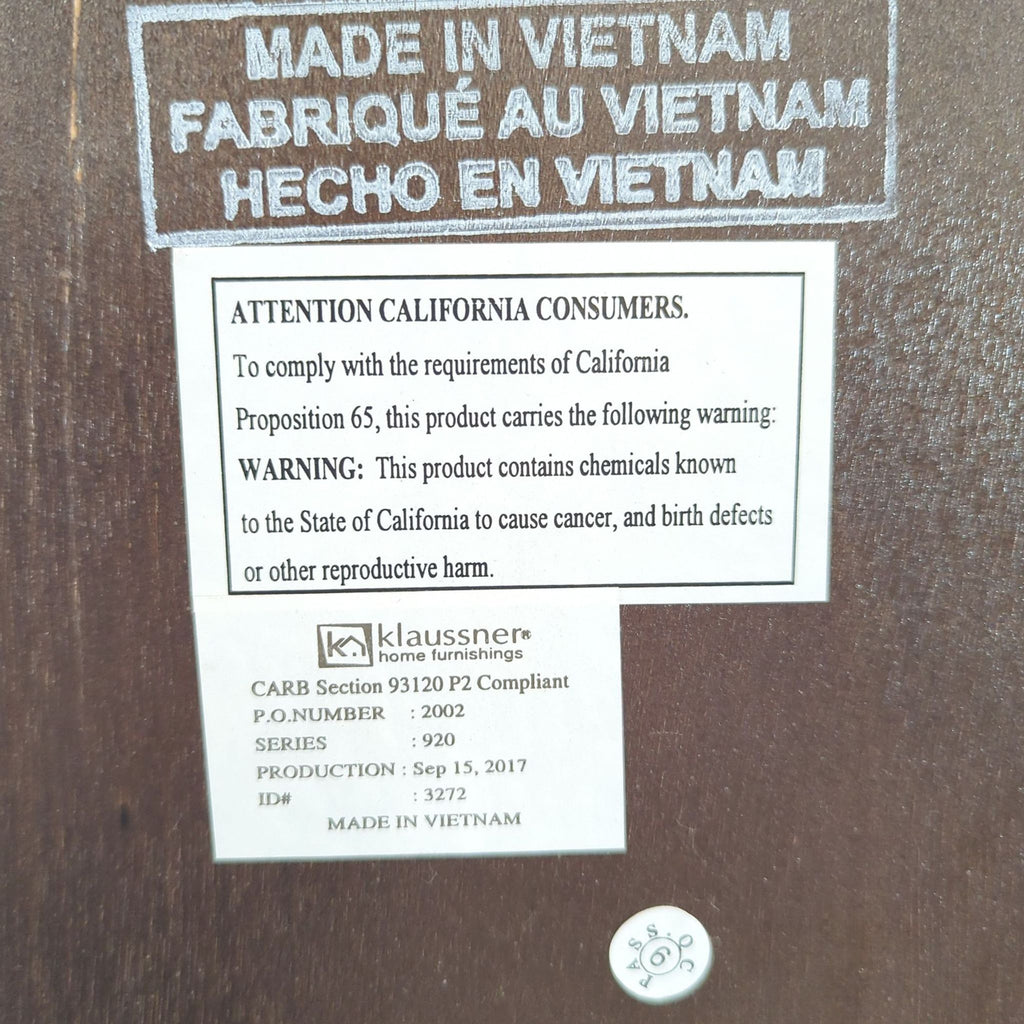 MADE IN VIETNAM
FABRIQUÉ AU VIETNAM
HECHO EN VIETNAM
ATTENTION CALIFORNIA CONSUMERS.
To comply with the requirements of California
Proposition 65, this product carries the following warning:
WARNING: This product contains chemicals known
to the State of California to cause cancer, and birth defects
or other reproductive harm.
klaussner®
home furnishings
CARB Section 93120 P2 Compliant
P.O.NUMBER : 2002
SERIES : 920
PRODUCTION : Sep 15, 2017
ID# : 3272
MADE IN VIETNAM
PASS.QC